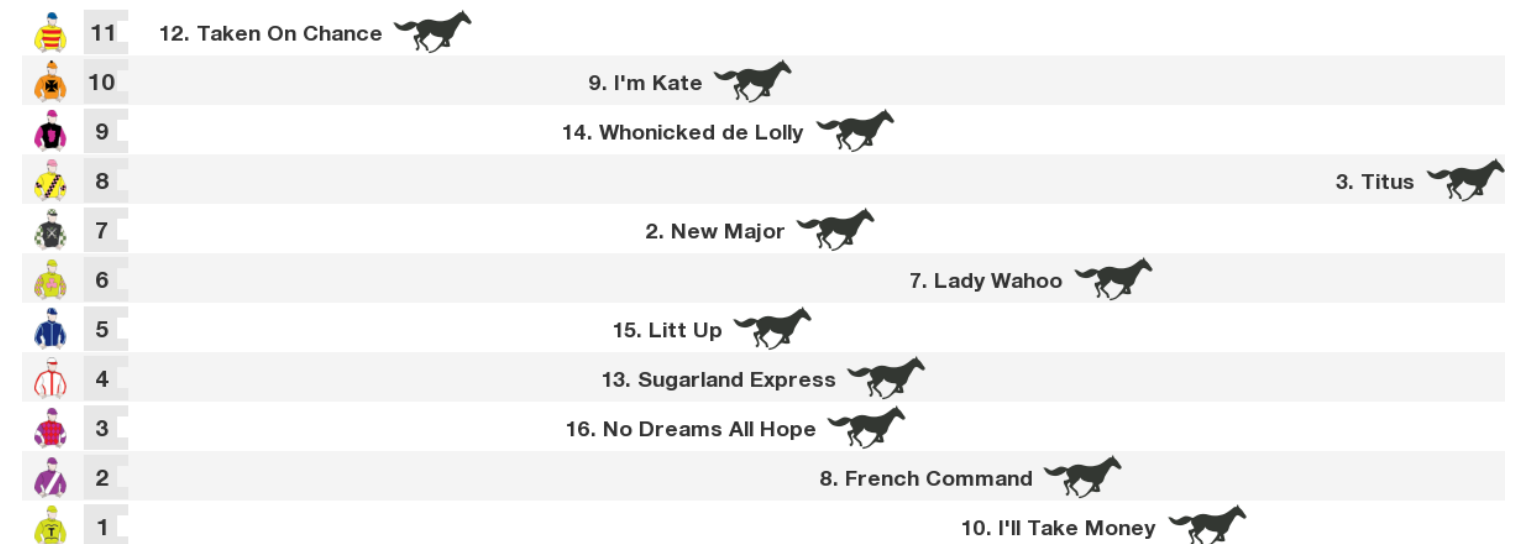 11 12. Taken On Chance
10 9. I'm Kate
9 14. Whonicked de Lolly
8 3. Titus
7 2. New Major
6 7. Lady Wahoo
5 15. Litt Up
4 13. Sugarland Express
3 16. No Dreams All Hope
2 8. French Command
1 10. I'll Take Money